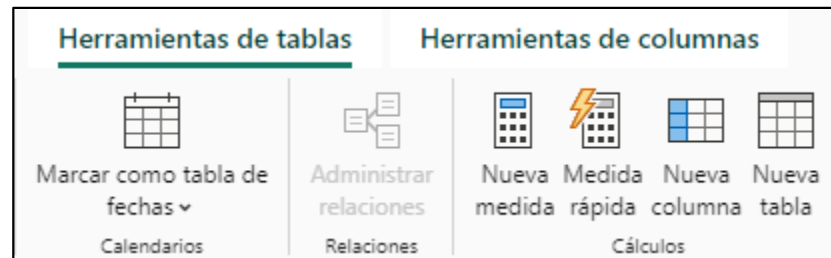 Herramientas de tablas Herramientas de columnas
Marcar como tabla de fechas
Calendarios
Administrar relaciones
Relaciones
Nueva medida
Medida rápida
Nueva columna
Nueva tabla
Cálculos